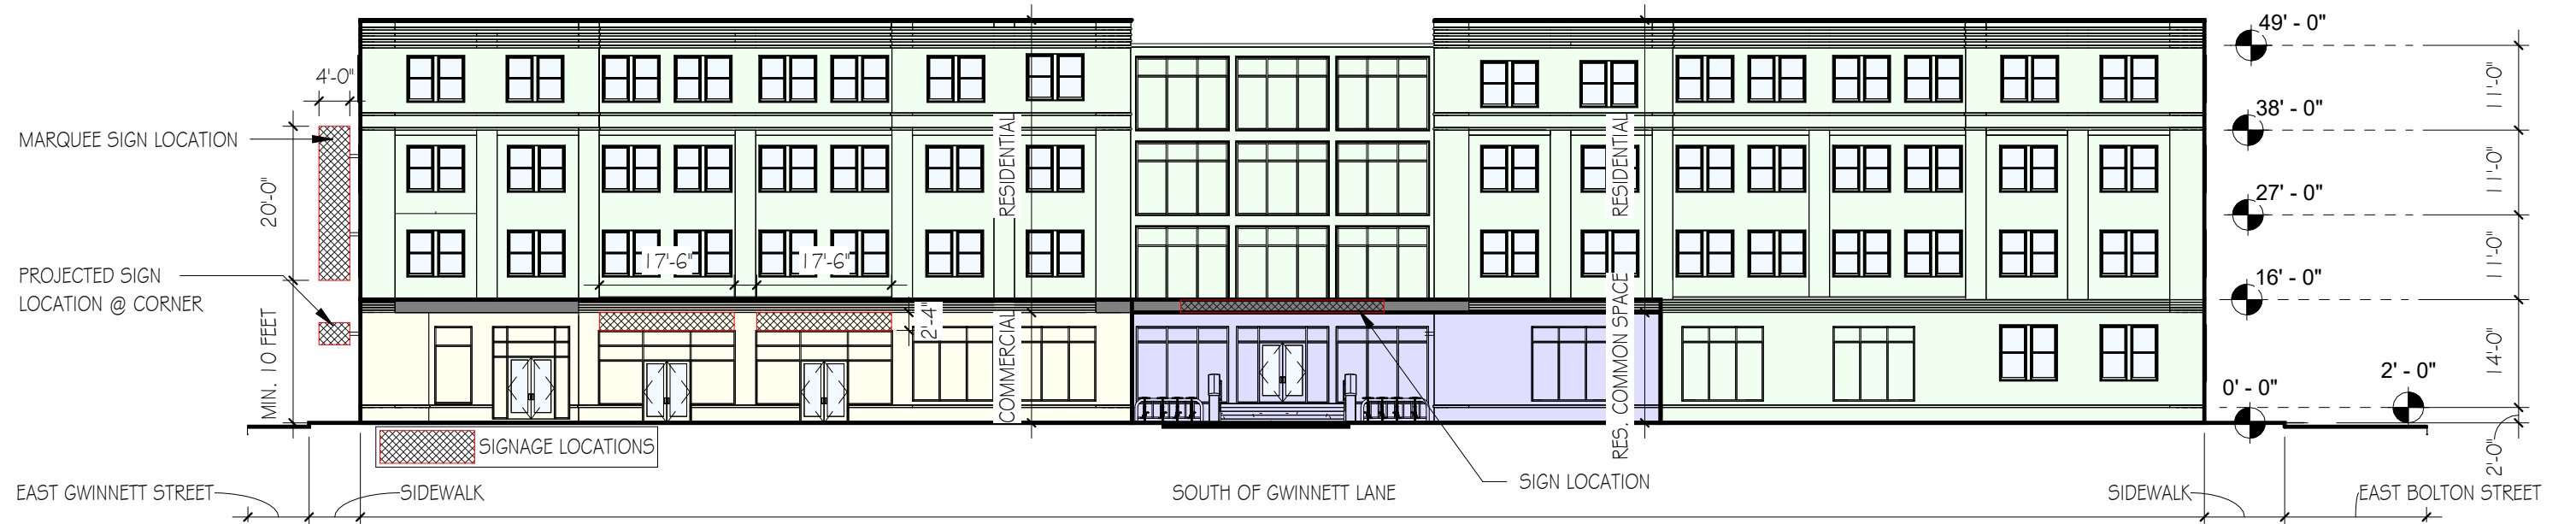 49' - 0"
4'-0"
11'-0"
38' - 0"
MARQUEE SIGN LOCATION
RESIDENTIAL
RESIDENTIAL
20'-0"
11'-0"
27' - 0"
17'-6"
17'-6"
PROJECTED SIGN
LOCATION @ CORNER
11'-0"
16' - 0"
MIN. 10 FEET
2'-4"
COMMERCIAL
RES. COMMON SPACE
14'-0"
2' - 0"
0' - 0"
SIGNAGE LOCATIONS
2'-0"
SIGN LOCATION
EAST GWINNETT STREET
SIDEWALK
SOUTH OF GWINNETT LANE
SIDEWALK
EAST BOLTON STREET